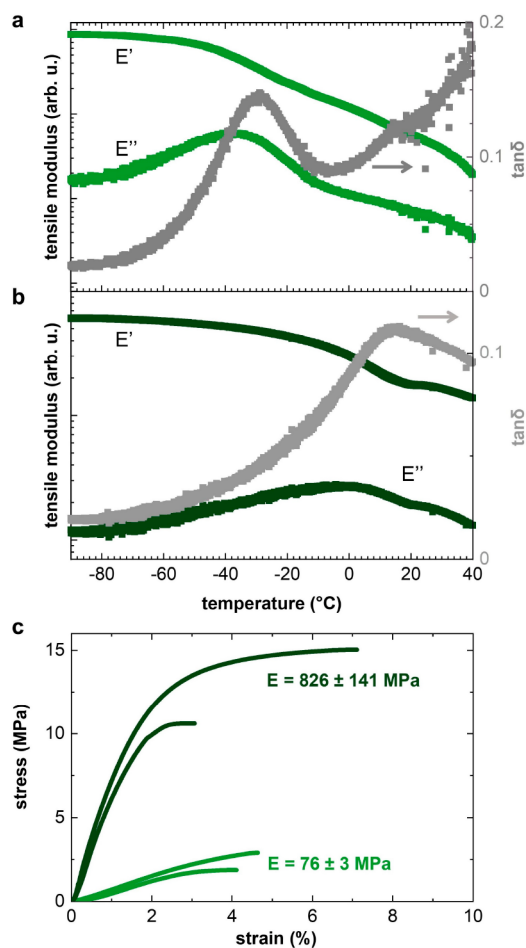 a
0.2
E'
E''
0.1
tensile modulus (arb. u.)
tanδ
0
b
E'
0.1
E''
tensile modulus (arb. u.)
tanδ
0
-80 -60 -40 -20 0 20 40
temperature (°C)
c
15
E = 826 ± 141 MPa
10
stress (MPa)
5
E = 76 ± 3 MPa
0
0 2 4 6 8 10
strain (%)